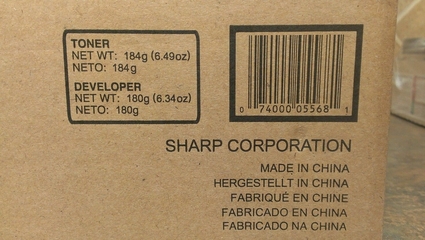 TONER
NET WT: 184g (6.49oz)
NETO: 184g
DEVELOPER
NET WT: 180g (6.34oz)
NETO: 180g
0 74000 05568 1
SHARP CORPORATION
MADE IN CHINA
HERGESTELLT IN CHINA
FABRIQUÉ EN CHINE
FABRICADO EN CHINA
FABRICADO NA CHINA